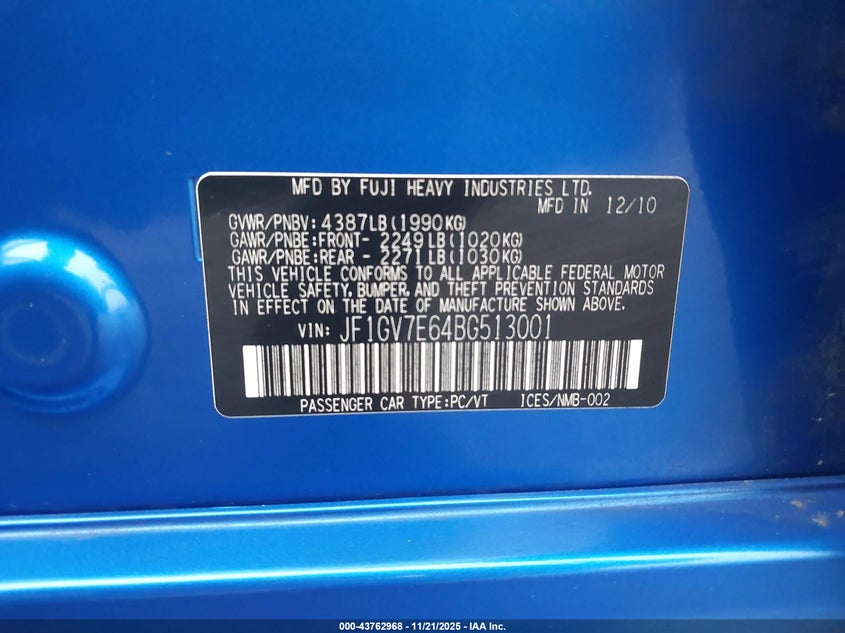 MFD BY FUJI HEAVY INDUSTRIES LTD.
MFD IN 12/10
GVWR/PNBV: 4387LB(1990KG)
GAWR/PNBE:FRONT- 2249LB(1020KG)
GAWR/PNBE:REAR - 2271LB(1030KG)
THIS VEHICLE CONFORMS TO ALL APPLICABLE FEDERAL MOTOR
VEHICLE SAFETY, BUMPER, AND THEFT PREVENTION STANDARDS
IN EFFECT ON THE DATE OF MANUFACTURE SHOWN ABOVE.
VIN: JF1GV7E64BG513001
PASSENGER CAR TYPE:PC/VT ICES/NMB-002
000-43762968 - 11/21/2025 - IAA Inc.